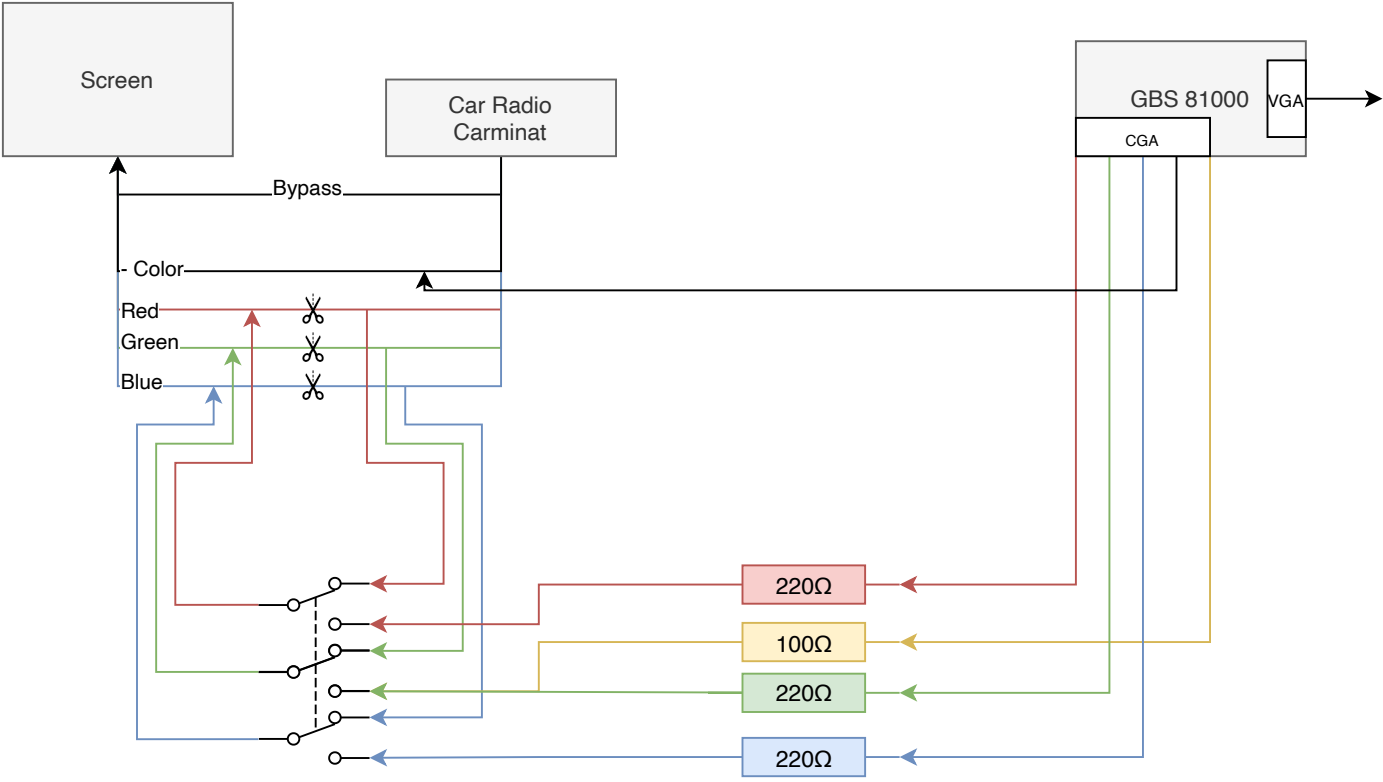 Screen
Car Radio
Carminat
GBS 81000
VGA
CGA
Bypass
- Color
Red
Green
Blue
220Ω
100Ω
220Ω
220Ω